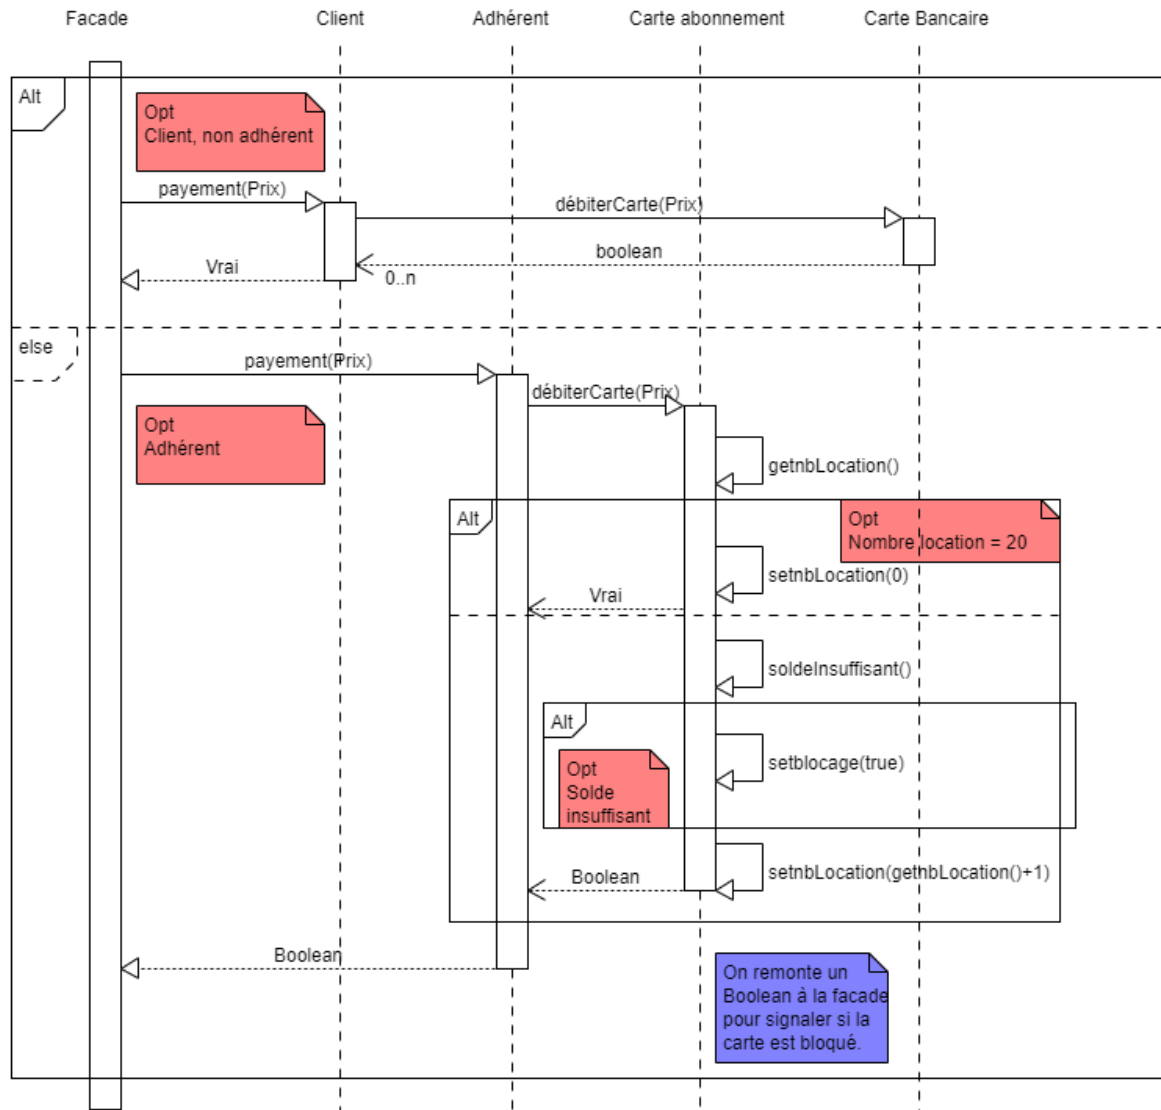 Facade
Client
Adhérent
Carte abonnement
Carte Bancaire
Alt
Opt
Client, non adhérent
payement(Prix)
débiterCarte(Prix)
boolean
Vrai
0..n
else
payement(Prix)
débiterCarte(Prix)
Opt
Adhérent
getnbLocation()
Alt
Opt
Nombre location = 20
setnbLocation(0)
Vrai
soldeInsuffisant()
Alt
setblocage(true)
Opt
Solde
insuffisant
setnbLocation(getnbLocation()+1)
Boolean
Boolean
On remonte un
Boolean à la facade
pour signaler si la
carte est bloqué.